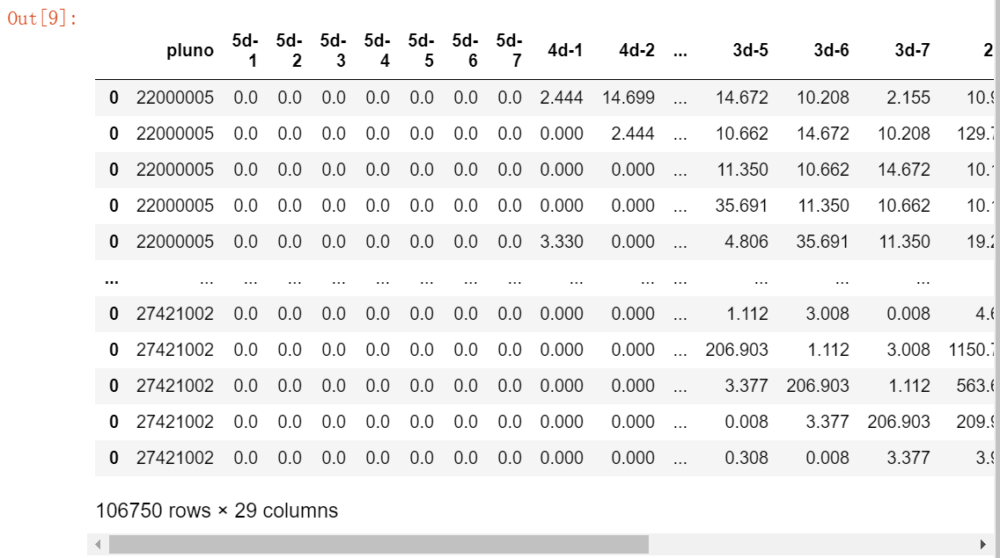 Out[9]:
pluno 5d-1 5d-2 5d-3 5d-4 5d-5 5d-6 5d-7 4d-1 4d-2 ... 3d-5 3d-6 3d-7 2
0 22000005 0.0 0.0 0.0 0.0 0.0 0.0 0.0 2.444 14.699 ... 14.672 10.208 2.155 10.9
0 22000005 0.0 0.0 0.0 0.0 0.0 0.0 0.0 0.000 2.444 ... 10.662 14.672 10.208 129.7
0 22000005 0.0 0.0 0.0 0.0 0.0 0.0 0.0 0.000 0.000 ... 11.350 10.662 14.672 10.1
0 22000005 0.0 0.0 0.0 0.0 0.0 0.0 0.0 0.000 0.000 ... 35.691 11.350 10.662 10.1
0 22000005 0.0 0.0 0.0 0.0 0.0 0.0 0.0 3.330 0.000 ... 4.806 35.691 11.350 19.2
... ... ... ... ... ... ... ... ... ... ... ... ... ... ...
0 27421002 0.0 0.0 0.0 0.0 0.0 0.0 0.0 0.000 0.000 ... 1.112 3.008 0.008 4.6
0 27421002 0.0 0.0 0.0 0.0 0.0 0.0 0.0 0.000 0.000 ... 206.903 1.112 3.008 1150.7
0 27421002 0.0 0.0 0.0 0.0 0.0 0.0 0.0 0.000 0.000 ... 3.377 206.903 1.112 563.6
0 27421002 0.0 0.0 0.0 0.0 0.0 0.0 0.0 0.000 0.000 ... 0.008 3.377 206.903 209.9
0 27421002 0.0 0.0 0.0 0.0 0.0 0.0 0.0 0.000 0.000 ... 0.308 0.008 3.377 3.9
106750 rows × 29 columns